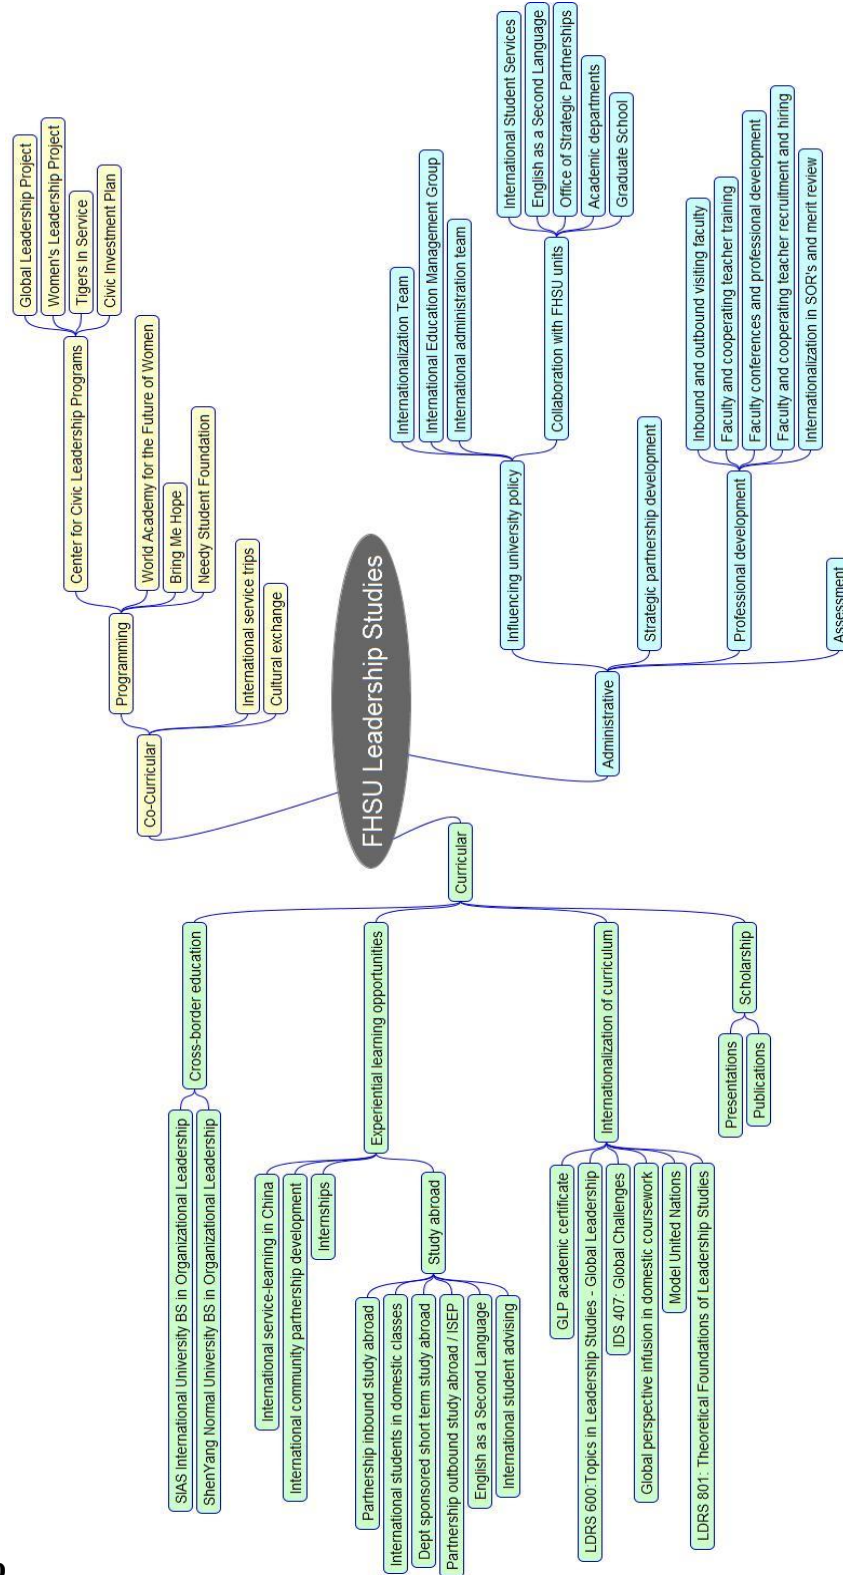 FHSU Leadership Studies
Co-Curricular
Programming
Center for Civic Leadership Programs
Global Leadership Project
Women's Leadership Project
Tigers In Service
Civic Investment Plan
World Academy for the Future of Women
Bring Me Hope
Needy Student Foundation
International service trips
Cultural exchange
Administrative
Influencing university policy
Internationalization Team
International Education Management Group
International administration team
Collaboration with FHSU units
International Student Services
English as a Second Language
Office of Strategic Partnerships
Academic departments
Graduate School
Strategic partnership development
Professional development
Inbound and outbound visiting faculty
Faculty and cooperating teacher training
Faculty conferences and professional development
Faculty and cooperating teacher recruitment and hiring
Internationalization in SOR's and merit review
Assessment
Curricular
Cross-border education
SIAS International University BS in Organizational Leadership
ShenYang Normal University BS in Organizational Leadership
Experiential learning opportunities
International service-learning in China
International community partnership development
Internships
Study abroad
Partnership inbound study abroad
International students in domestic classes
Dept sponsored short term study abroad
Partnership outbound study abroad / ISEP
English as a Second Language
International student advising
Internationalization of curriculum
GLP academic certificate
LDRS 600:Topics in Leadership Studies - Global Leadership
IDS 407: Global Challenges
Global perspective infusion in domestic coursework
Model United Nations
LDRS 801: Theoretical Foundations of Leadership Studies
Scholarship
Presentations
Publications